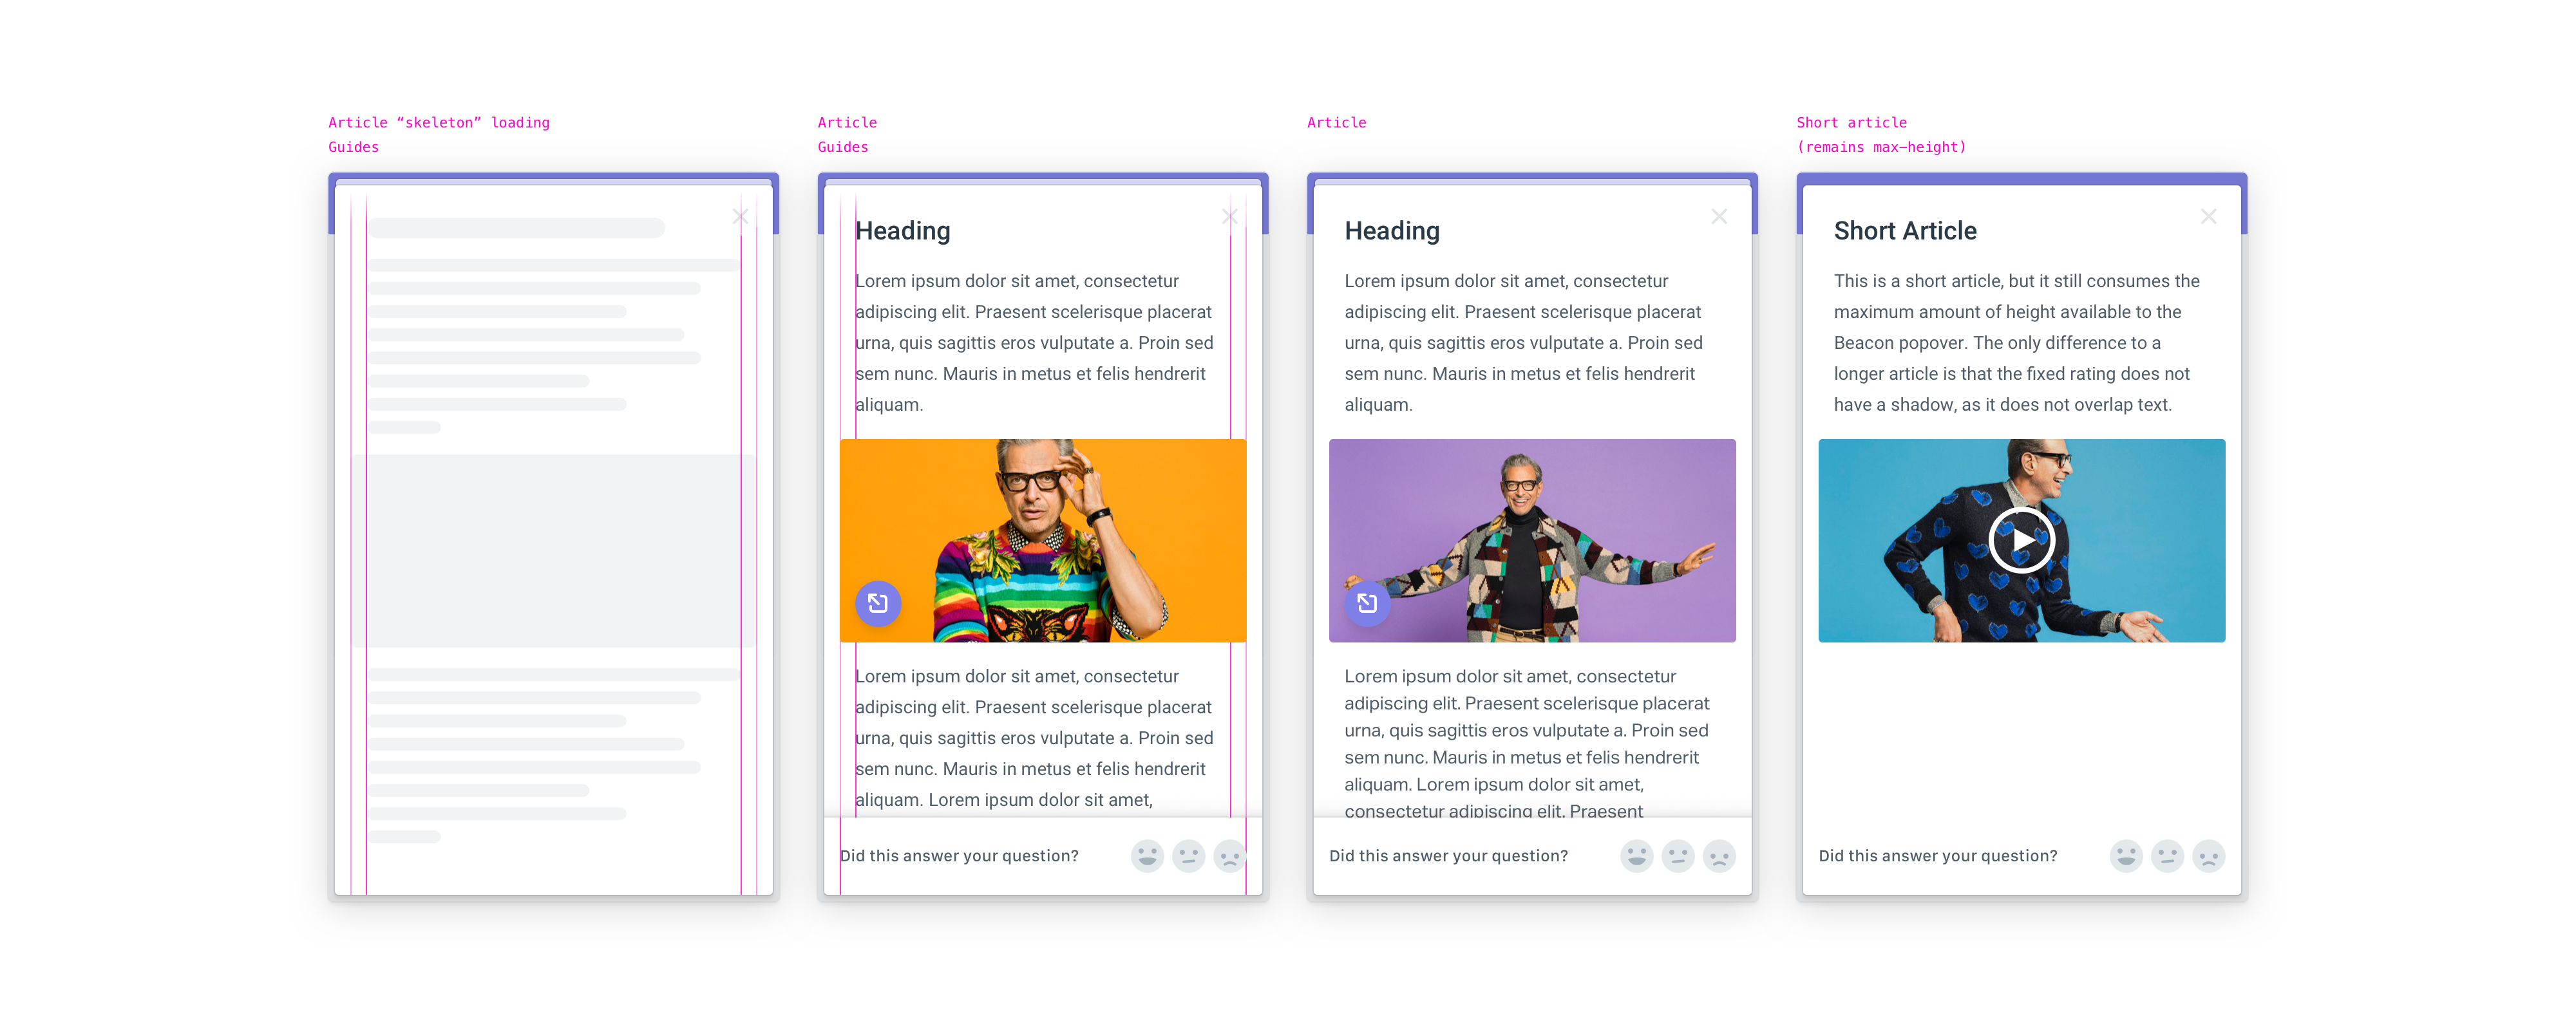 Article “skeleton” loading
Guides
Article
Guides
Heading
Lorem ipsum dolor sit amet, consectetur
adipiscing elit. Praesent scelerisque placerat
urna, quis sagittis eros vulputate a. Proin sed
sem nunc. Mauris in metus et felis hendrerit
aliquam.
Lorem ipsum dolor sit amet, consectetur
adipiscing elit. Praesent scelerisque placerat
urna, quis sagittis eros vulputate a. Proin sed
sem nunc. Mauris in metus et felis hendrerit
aliquam. Lorem ipsum dolor sit amet,
Did this answer your question?
Article
Heading
Lorem ipsum dolor sit amet, consectetur
adipiscing elit. Praesent scelerisque placerat
urna, quis sagittis eros vulputate a. Proin sed
sem nunc. Mauris in metus et felis hendrerit
aliquam.
Lorem ipsum dolor sit amet, consectetur
adipiscing elit. Praesent scelerisque placerat
urna, quis sagittis eros vulputate a. Proin sed
sem nunc. Mauris in metus et felis hendrerit
aliquam. Lorem ipsum dolor sit amet,
consectetur adipiscing elit. Praesent
Did this answer your question?
Short article
(remains max-height)
Short Article
This is a short article, but it still consumes the
maximum amount of height available to the
Beacon popover. The only difference to a
longer article is that the fixed rating does not
have a shadow, as it does not overlap text.
Did this answer your question?